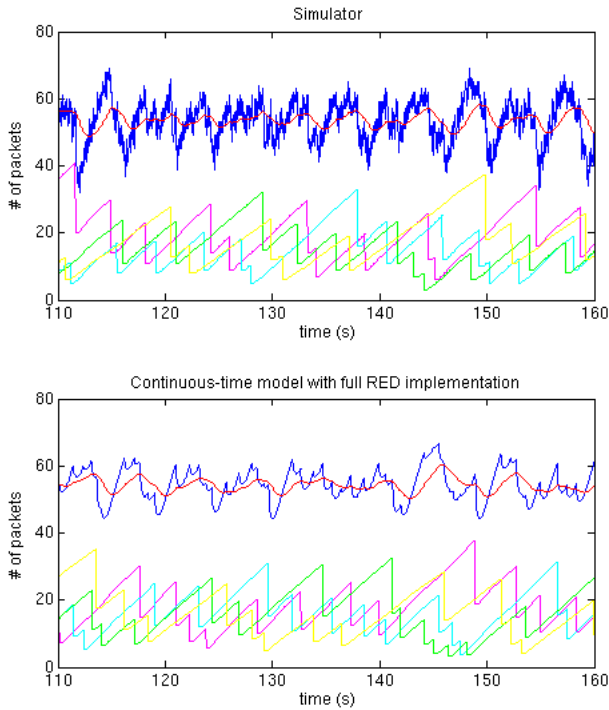 Simulator
80
60
40
20
0
# of packets
110 120 130 140 150 160
time (s)
Continuous-time model with full RED implementation
80
60
40
20
0
# of packets
110 120 130 140 150 160
time (s)